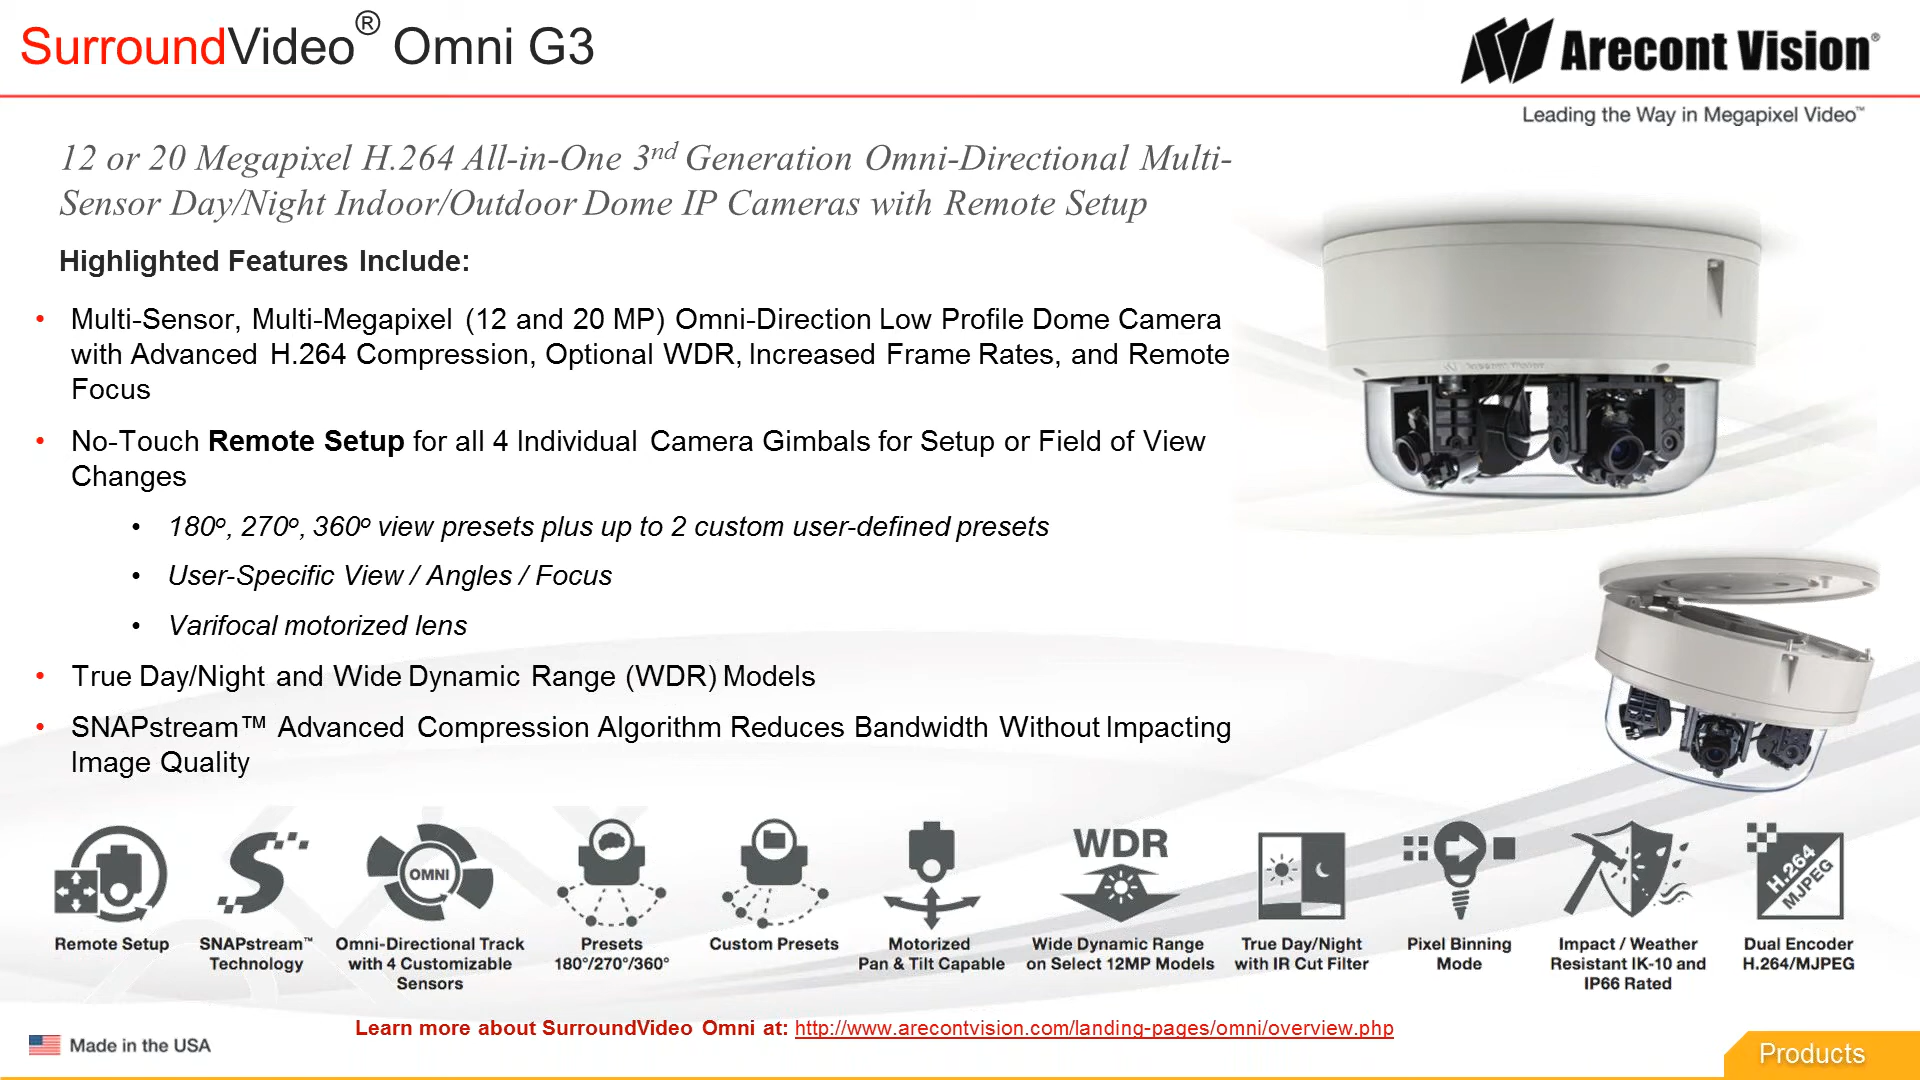 SurroundVideo® Omni G3
Arecont Vision®
Leading the Way in Megapixel Video™
12 or 20 Megapixel H.264 All-in-One 3nd Generation Omni-Directional Multi-
Sensor Day/Night Indoor/Outdoor Dome IP Cameras with Remote Setup
Highlighted Features Include:
• Multi-Sensor, Multi-Megapixel (12 and 20 MP) Omni-Direction Low Profile Dome Camera
with Advanced H.264 Compression, Optional WDR, Increased Frame Rates, and Remote
Focus
• No-Touch Remote Setup for all 4 Individual Camera Gimbals for Setup or Field of View
Changes
• 180º, 270º, 360º view presets plus up to 2 custom user-defined presets
• User-Specific View / Angles / Focus
• Varifocal motorized lens
• True Day/Night and Wide Dynamic Range (WDR) Models
• SNAPstream™ Advanced Compression Algorithm Reduces Bandwidth Without Impacting
Image Quality
Arecont Vision
OMNI
WDR
H.264
MJPEG
Remote Setup
SNAPstream™
Technology
Omni-Directional Track
with 4 Customizable
Sensors
Presets
180°/270°/360°
Custom Presets
Motorized
Pan & Tilt Capable
Wide Dynamic Range
on Select 12MP Models
True Day/Night
with IR Cut Filter
Pixel Binning
Mode
Impact / Weather
Resistant IK-10 and
IP66 Rated
Dual Encoder
H.264/MJPEG
Learn more about SurroundVideo Omni at: http://www.arecontvision.com/landing-pages/omni/overview.php
Made in the USA
Products